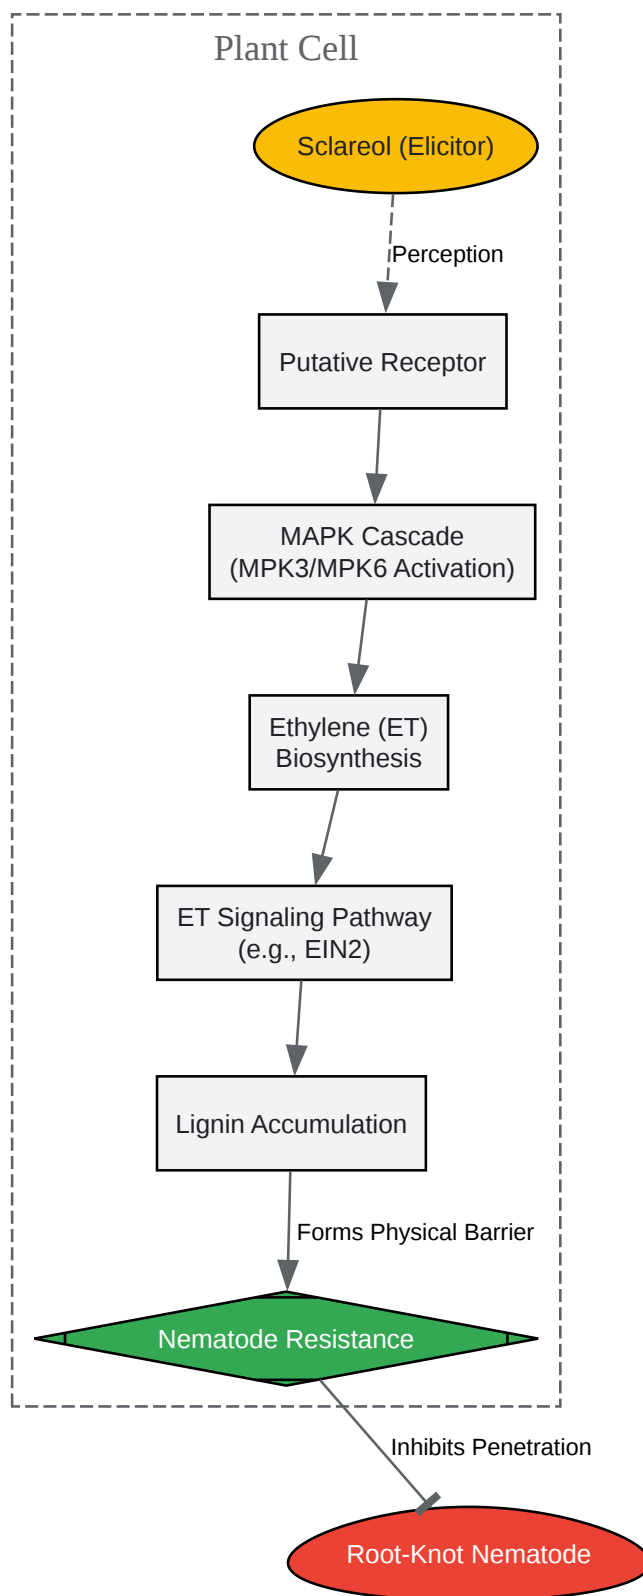 Plant Cell
Sclareol (Elicitor)
Perception
Putative Receptor
MAPK Cascade
(MPK3/MPK6 Activation)
Ethylene (ET)
Biosynthesis
ET Signaling Pathway
(e.g., EIN2)
Lignin Accumulation
Forms Physical Barrier
Nematode Resistance
Inhibits Penetration
Root-Knot Nematode